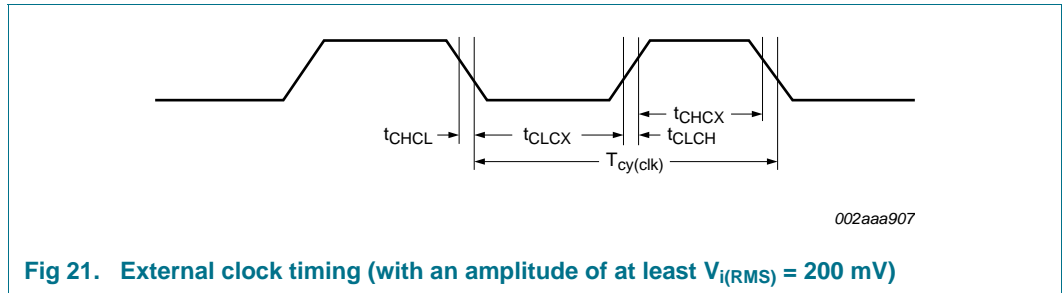 tCHCX
tCHCL
tCLCX
tCLCH
Tcy(clk)
002aaa907
Fig 21. External clock timing (with an amplitude of at least Vi(RMS) = 200 mV)